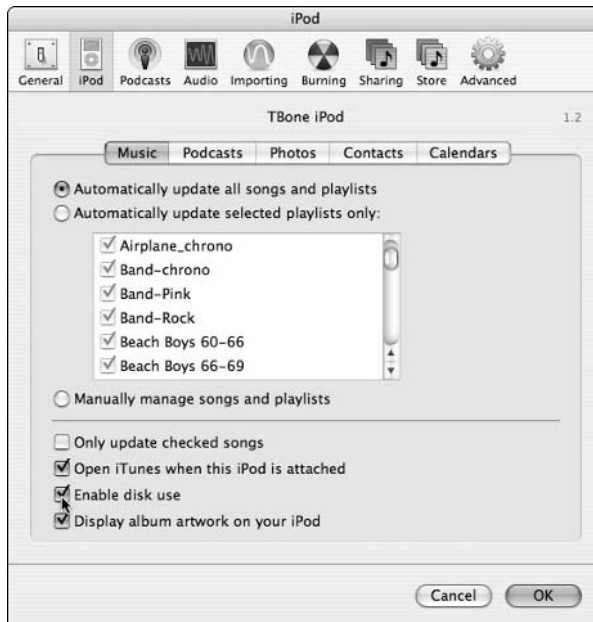 iPod
General iPod Podcasts Audio Importing Burning Sharing Store Advanced
TBone iPod 1.2
Music Podcasts Photos Contacts Calendars
Automatically update all songs and playlists
Automatically update selected playlists only:
Airplane_chrono
Band-chrono
Band-Pink
Band-Rock
Beach Boys 60-66
Beach Boys 66-69
Manually manage songs and playlists
Only update checked songs
Open iTunes when this iPod is attached
Enable disk use
Display album artwork on your iPod
Cancel OK